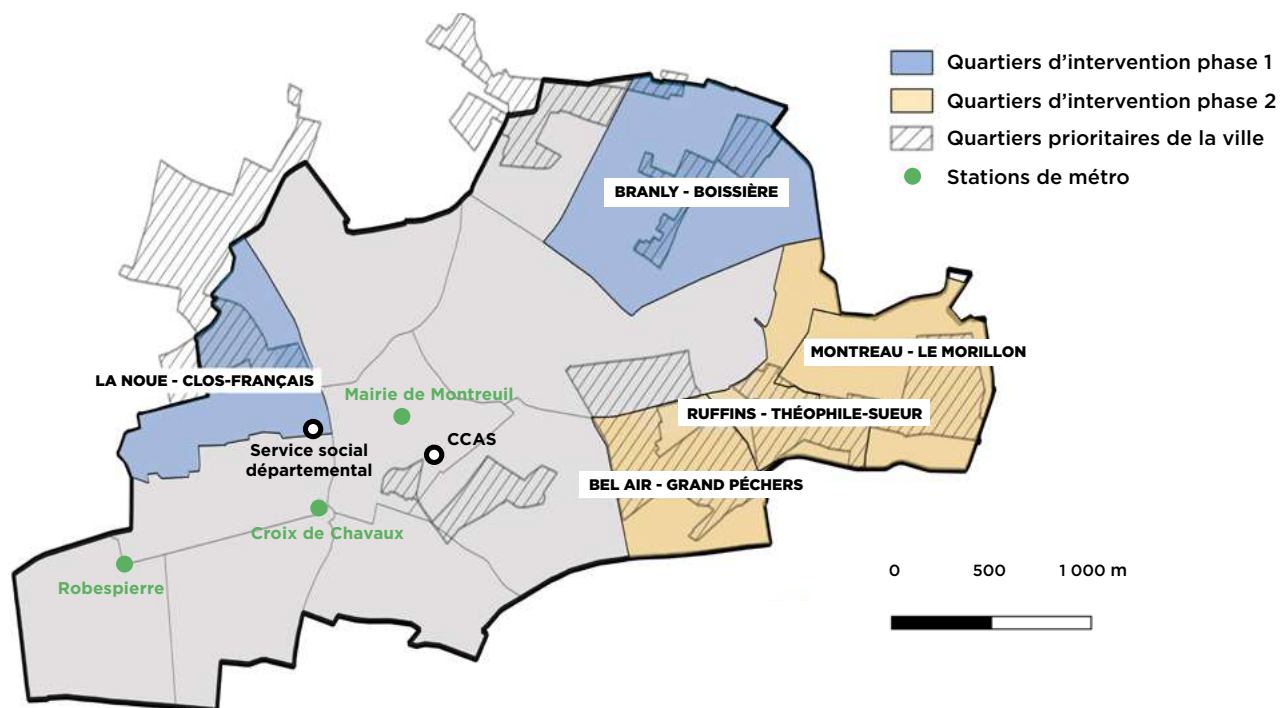 Quartiers d'intervention phase 1
Quartiers d'intervention phase 2
Quartiers prioritaires de la ville
Stations de métro
BRANLY - BOISSIÈRE
MONTREAU - LE MORILLON
LA NOUE - CLOS-FRANÇAIS
Mairie de Montreuil
RUFFINS - THÉOPHILE-SUEUR
CCAS
Service social
départemental
BEL AIR - GRAND PÉCHERS
Croix de Chavaux
Robespierre
0 500 1 000 m